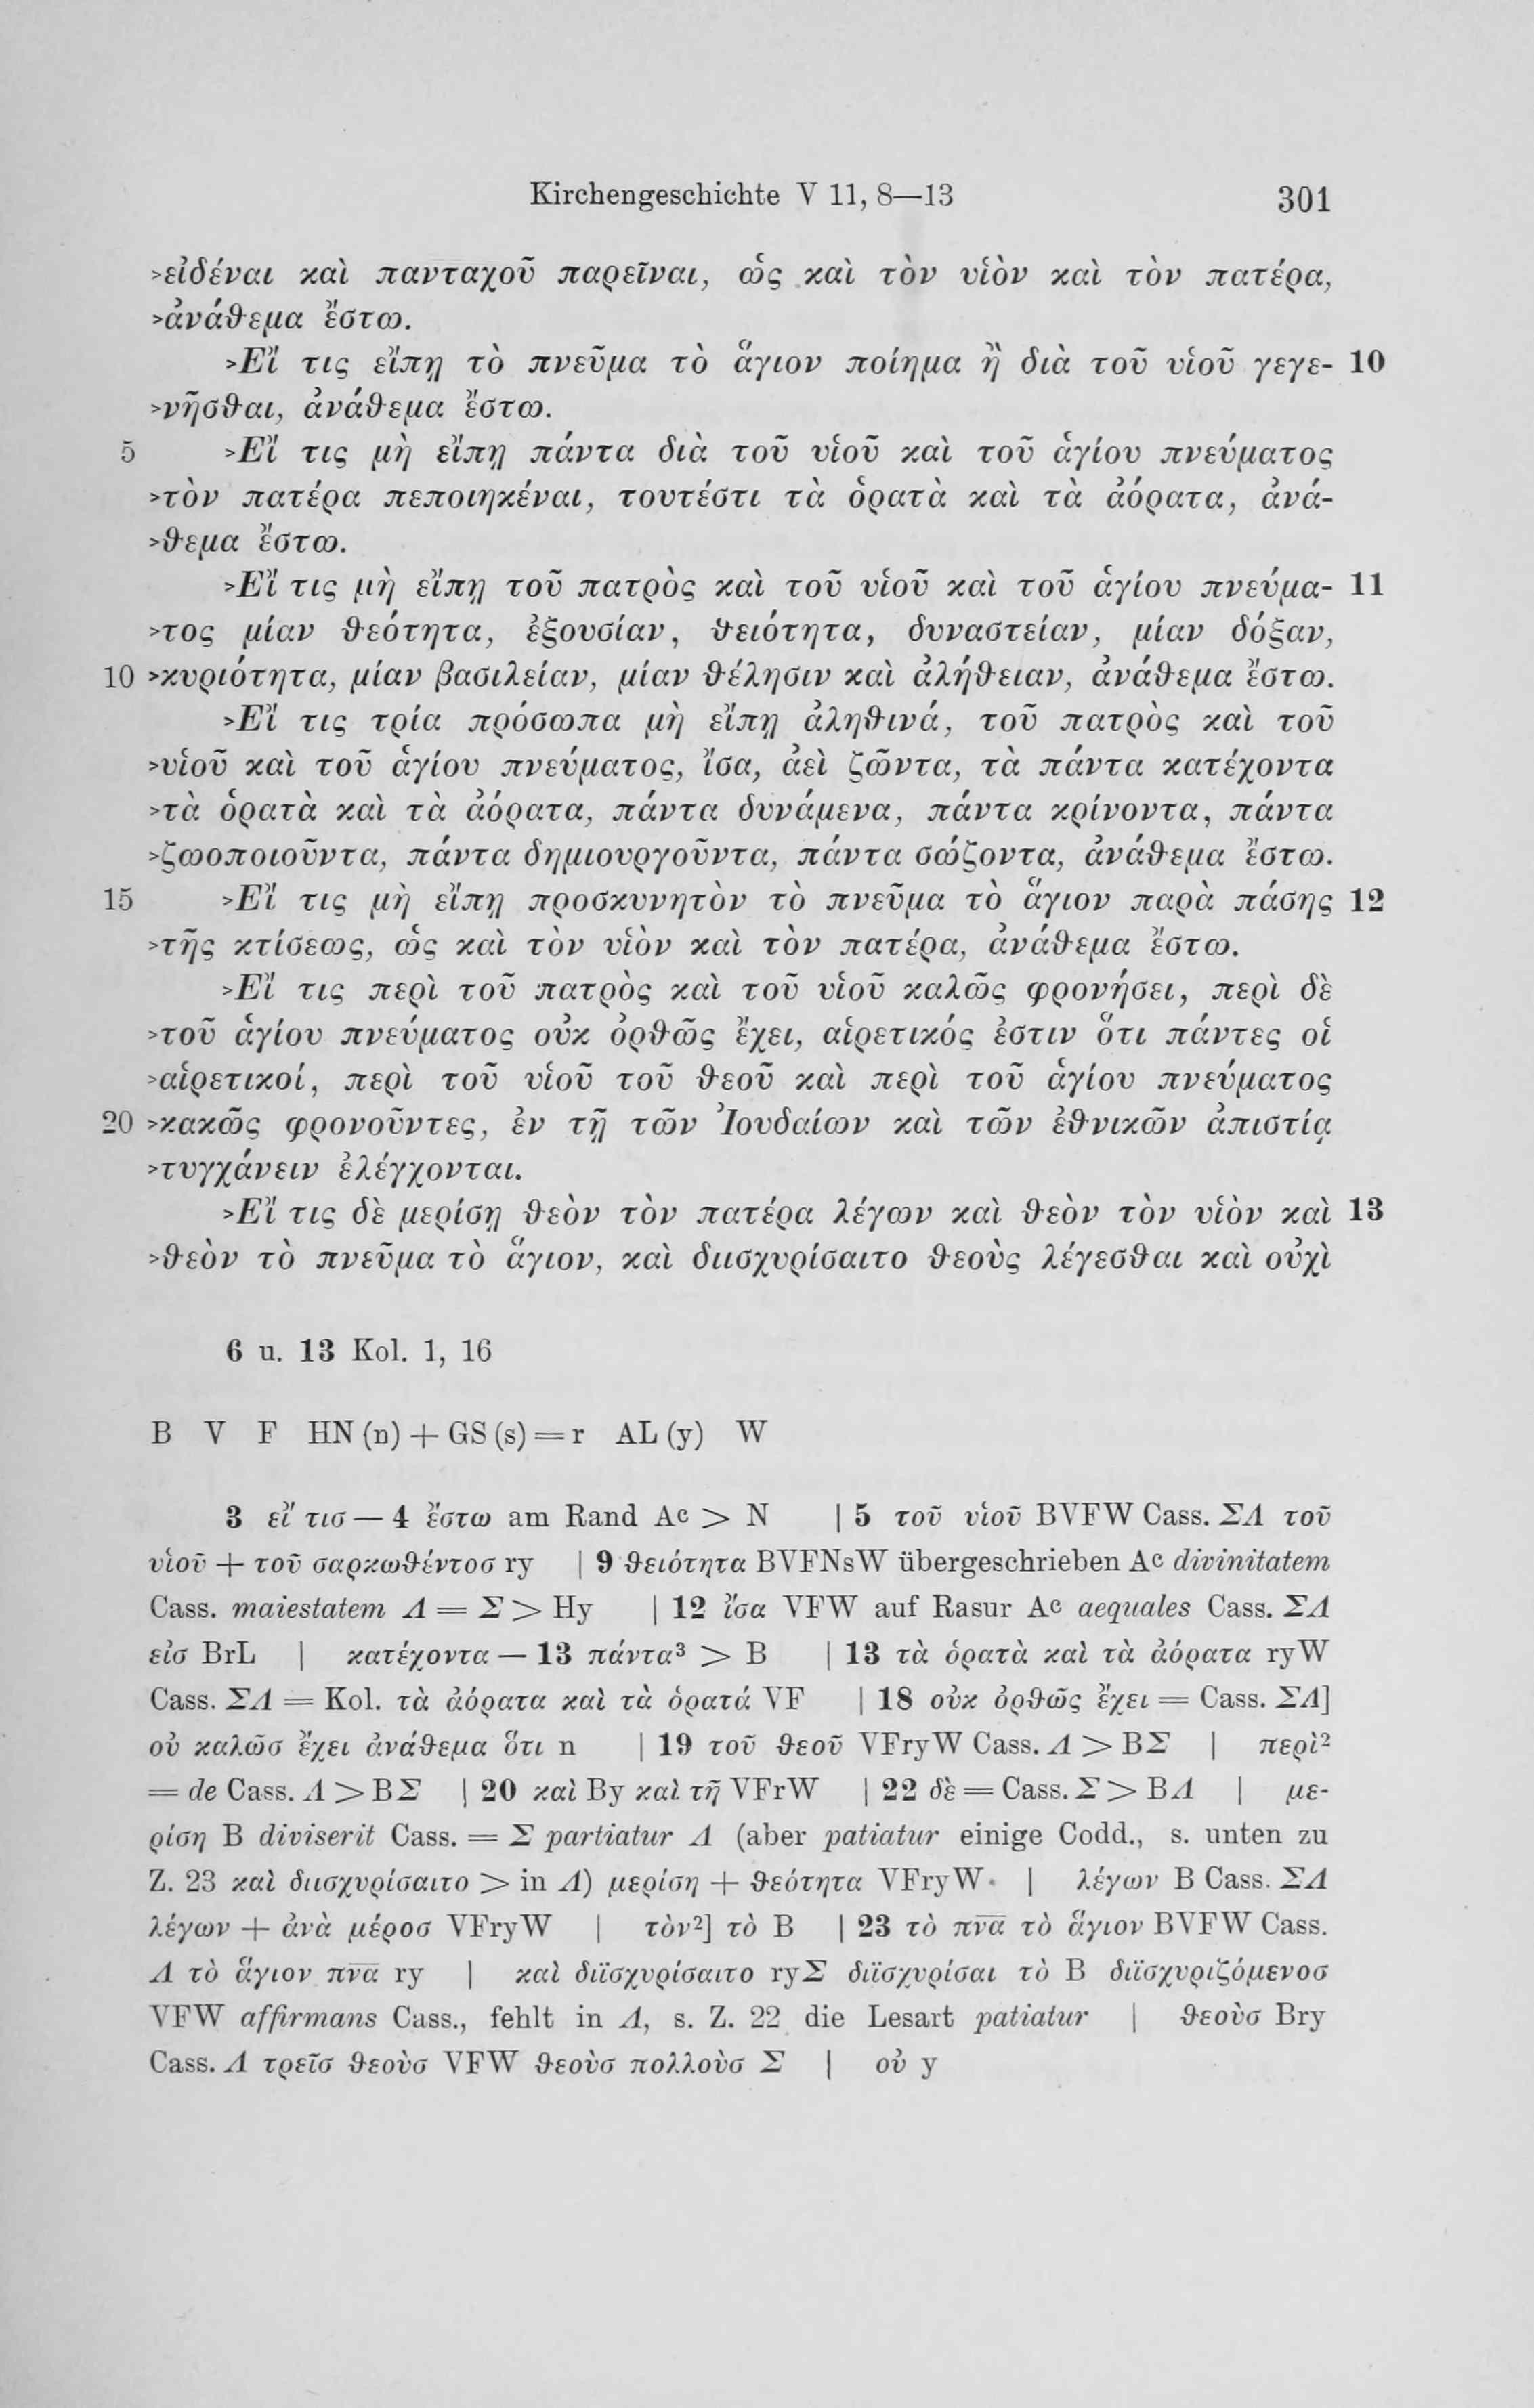 Kirchengeschichte V 11, 8—13 301
>εἰδέναι καὶ πανταχοῦ παρεῖναι, ὡς καὶ τὸν υἱὸν καὶ τὸν πατέρα,
>ἀνάθεμα ἔστω.
>Εἴ τις εἴπῃ τὸ πνεῦμα τὸ ἅγιον ποίημα ἢ διὰ τοῦ υἱοῦ γεγε- 10
>νῆσθαι, ἀνάθεμα ἔστω.
5 >Εἴ τις μὴ εἴπῃ πάντα διὰ τοῦ υἱοῦ καὶ τοῦ ἁγίου πνεύματος
>τὸν πατέρα πεποιηκέναι, τουτέστι τὰ ὁρατὰ καὶ τὰ ἀόρατα, ἀνά-
>θεμα ἔστω.
>Εἴ τις μὴ εἴπῃ τοῦ πατρὸς καὶ τοῦ υἱοῦ καὶ τοῦ ἁγίου πνεύμα- 11
>τος μίαν θεότητα, ἐξουσίαν, θειότητα, δυναστείαν, μίαν δόξαν,
10 >κυριότητα, μίαν βασιλείαν, μίαν θέλησιν καὶ ἀλήθειαν, ἀνάθεμα ἔστω.
>Εἴ τις τρία πρόσωπα μὴ εἴπῃ ἀληθινά, τοῦ πατρὸς καὶ τοῦ
>υἱοῦ καὶ τοῦ ἁγίου πνεύματος, ἴσα, ἀεὶ ζῶντα, τὰ πάντα κατέχοντα
>τὰ ὁρατὰ καὶ τὰ ἀόρατα, πάντα δυνάμενα, πάντα κρίνοντα, πάντα
>ζωοποιοῦντα, πάντα δημιουργοῦντα, πάντα σώζοντα, ἀνάθεμα ἔστω.
15 >Εἴ τις μὴ εἴπῃ προσκυνητὸν τὸ πνεῦμα τὸ ἅγιον παρὰ πάσης 12
>τῆς κτίσεως, ὡς καὶ τὸν υἱὸν καὶ τὸν πατέρα, ἀνάθεμα ἔστω.
>Εἴ τις περὶ τοῦ πατρὸς καὶ τοῦ υἱοῦ καλῶς φρονήσει, περὶ δὲ
>τοῦ ἁγίου πνεύματος οὐκ ὀρθῶς ἔχει, αἱρετικός ἐστιν ὅτι πάντες οἱ
>αἱρετικοί, περὶ τοῦ υἱοῦ τοῦ θεοῦ καὶ περὶ τοῦ ἁγίου πνεύματος
20 >κακῶς φρονοῦντες, ἐν τῇ τῶν Ἰουδαίων καὶ τῶν ἐθνικῶν ἀπιστίᾳ
>τυγχάνειν ἐλέγχονται.
>Εἴ τις δὲ μερίσῃ θεὸν τὸν πατέρα λέγων καὶ θεὸν τὸν υἱὸν καὶ 13
>θεὸν τὸ πνεῦμα τὸ ἅγιον, καὶ διισχυρίσαιτο θεοὺς λέγεσθαι καὶ οὐχὶ
6 u. 13 Kol. 1, 16
B V F HN (n) + GS (s) = r AL (y) W
3 εἴ τισ — 4 ἔστω am Rand Aᶜ > N | 5 τοῦ υἱοῦ BVFW Cass. ΣΛ τοῦ
υἱοῦ + τοῦ σαρκωθέντοσ ry | 9 θειότητα BVFNsW übergeschrieben Aᶜ divinitatem
Cass. maiestatem Λ = Σ > Hy | 12 ἴσα VFW auf Rasur Aᶜ aequales Cass. ΣΛ
εἰσ BrL | κατέχοντα — 13 πάντα³ > B | 13 τὰ ὁρατὰ καὶ τὰ ἀόρατα ryW
Cass. ΣΛ = Kol. τὰ ἀόρατα καὶ τὰ ὁρατά VF | 18 οὐκ ὀρθῶς ἔχει = Cass. ΣΛ]
οὐ καλῶσ ἔχει ἀνάθεμα ὅτι n | 19 τοῦ θεοῦ VFryW Cass. Λ > BΣ | περὶ²
= de Cass. Λ > BΣ | 20 καὶ By καὶ τῆ VFrW | 22 δὲ = Cass. Σ > BΛ | με-
ρίση B diviserit Cass. = Σ partiatur Λ (aber patiatur einige Codd., s. unten zu
Z. 23 καὶ διισχυρίσαιτο > in Λ) μερίση + θεότητα VFryW | λέγων B Cass. ΣΛ
λέγων + ἀνὰ μέροσ VFryW | τὸν²] τὸ B | 23 τὸ π̅ν̅α̅ τὸ ἅγιον BVFW Cass.
Λ τὸ ἅγιον π̅ν̅α̅ ry | καὶ διϊσχυρίσαιτο ryΣ διϊσχυρίσαι τὸ B διϊσχυριζόμενοσ
VFW affirmans Cass., fehlt in Λ, s. Z. 22 die Lesart patiatur | θεοὺσ Bry
Cass. Λ τρεῖσ θεοὺσ VFW θεοὺσ πολλοὺσ Σ | οὐ y